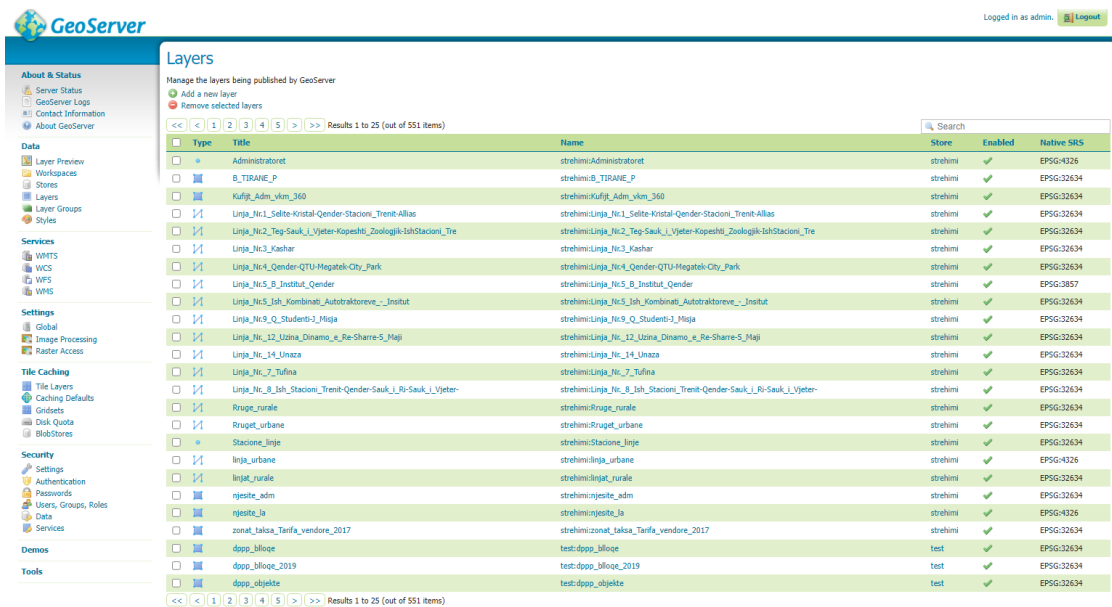 GeoServer
Logged in as admin. Logout
About & Status
Server Status
GeoServer Logs
Contact Information
About GeoServer
Data
Layer Preview
Workspaces
Stores
Layers
Layer Groups
Styles
Services
WMTS
WCS
WFS
WMS
Settings
Global
Image Processing
Raster Access
Tile Caching
Tile Layers
Caching Defaults
Gridsets
Disk Quota
BlobStores
Security
Settings
Authentication
Passwords
Users, Groups, Roles
Data
Services
Demos
Tools
Layers
Manage the layers being published by GeoServer
Add a new layer
Remove selected layers
<< < 1 2 3 4 5 > >> Results 1 to 25 (out of 551 items) Search
Type Title Name Store Enabled Native SRS
Administratoret strehimi:Administratoret strehimi EPSG:4326
B_TIRANE_P strehimi:B_TIRANE_P strehimi EPSG:32634
Kufijt_Adm_vkm_360 strehimi:Kufijt_Adm_vkm_360 strehimi EPSG:32634
Linja_Nr.1_Selite-Kristal-Qender-Stacioni_Trenit-Allias strehimi:Linja_Nr.1_Selite-Kristal-Qender-Stacioni_Trenit-Allias strehimi EPSG:32634
Linja_Nr.2_Teg-Sauk_i_Vjeter-Kopeshti_Zoologjik-IshStacioni_Tre strehimi:Linja_Nr.2_Teg-Sauk_i_Vjeter-Kopeshti_Zoologjik-IshStacioni_Tre strehimi EPSG:32634
Linja_Nr.3_Kashar strehimi:Linja_Nr.3_Kashar strehimi EPSG:32634
Linja_Nr.4_Qender-QTU-Megatek-City_Park strehimi:Linja_Nr.4_Qender-QTU-Megatek-City_Park strehimi EPSG:32634
Linja_Nr.5_B_Institut_Qender strehimi:Linja_Nr.5_B_Institut_Qender strehimi EPSG:3857
Linja_Nr.5_Ish_Kombinati_Autotraktoreve_-_Insitut strehimi:Linja_Nr.5_Ish_Kombinati_Autotraktoreve_-_Insitut strehimi EPSG:32634
Linja_Nr.9_Q_Studenti-J_Misja strehimi:Linja_Nr.9_Q_Studenti-J_Misja strehimi EPSG:32634
Linja_Nr._12_Uzina_Dinamo_e_Re-Sharre-5_Maji strehimi:Linja_Nr._12_Uzina_Dinamo_e_Re-Sharre-5_Maji strehimi EPSG:32634
Linja_Nr._14_Unaza strehimi:Linja_Nr._14_Unaza strehimi EPSG:32634
Linja_Nr._7_Tufina strehimi:Linja_Nr._7_Tufina strehimi EPSG:32634
Linja_Nr._8_Ish_Stacioni_Trenit-Qender-Sauk_i_Ri-Sauk_i_Vjeter- strehimi:Linja_Nr._8_Ish_Stacioni_Trenit-Qender-Sauk_i_Ri-Sauk_i_Vjeter- strehimi EPSG:32634
Rruge_rurale strehimi:Rruge_rurale strehimi EPSG:32634
Rruget_urbane strehimi:Rruget_urbane strehimi EPSG:32634
Stacione_linje strehimi:Stacione_linje strehimi EPSG:32634
linja_urbane strehimi:linja_urbane strehimi EPSG:4326
linjat_rurale strehimi:linjat_rurale strehimi EPSG:32634
njesite_adm strehimi:njesite_adm strehimi EPSG:32634
njesite_la strehimi:njesite_la strehimi EPSG:4326
zonat_taksa_Tarifa_vendore_2017 strehimi:zonat_taksa_Tarifa_vendore_2017 strehimi EPSG:32634
dppp_blloqe test:dppp_blloqe test EPSG:32634
dppp_blloqe_2019 test:dppp_blloqe_2019 test EPSG:32634
dppp_objekte test:dppp_objekte test EPSG:32634
<< < 1 2 3 4 5 > >> Results 1 to 25 (out of 551 items)